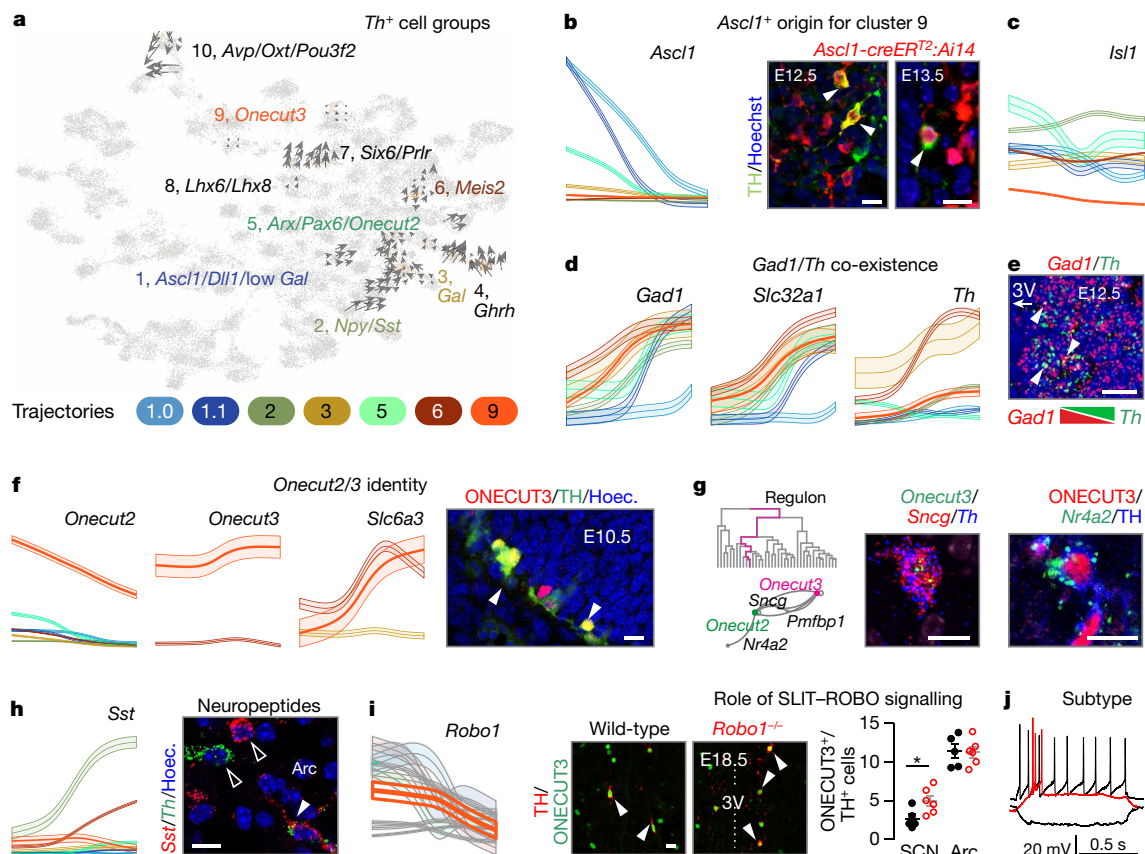 a
Th+ cell groups
10, Avp/Oxt/Pou3f2
9, Onecut3
7, Six6/Prlr
8, Lhx6/Lhx8
6, Meis2
5, Arx/Pax6/Onecut2
1, Ascl1/Dll1/low Gal
3,
Gal
4,
Ghrh
2, Npy/Sst
Trajectories 1.0 1.1 2 3 5 6 9
b
Ascl1+ origin for cluster 9
Ascl1
Ascl1-creERT2:Ai14
TH/Hoechst
E12.5
E13.5
c
Isl1
d
Gad1/Th co-existence
Gad1
Slc32a1
Th
e
Gad1/Th
3V
E12.5
Gad1 Th
f
Onecut2/3 identity
Onecut2
Onecut3
Slc6a3
ONECUT3/TH/Hoec.
E10.5
g
Regulon
Onecut3
Sncg
Pmfbp1
Onecut2
Nr4a2
Onecut3/
Sncg/Th
ONECUT3/
Nr4a2/TH
h
Sst
Neuropeptides
Sst/Th/Hoec.
Arc
i
Robo1
Role of SLIT–ROBO signalling
Wild-type
Robo1−/−
TH/
ONECUT3
E18.5
3V
ONECUT3+/
TH+ cells
15
10
5
0
*
SCN
Arc
j
Subtype
20 mV
0.5 s